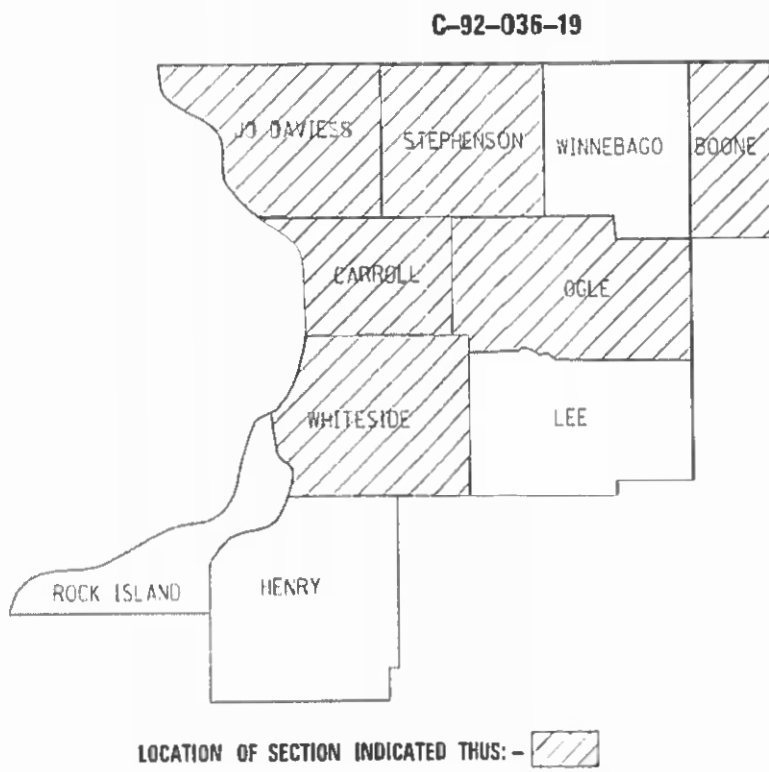 C-92-036-19
JO DAVIESS
STEPHENSON
WINNEBAGO
BOONE
CARROLL
OGLE
WHITESIDE
LEE
ROCK ISLAND
HENRY
LOCATION OF SECTION INDICATED THUS: -